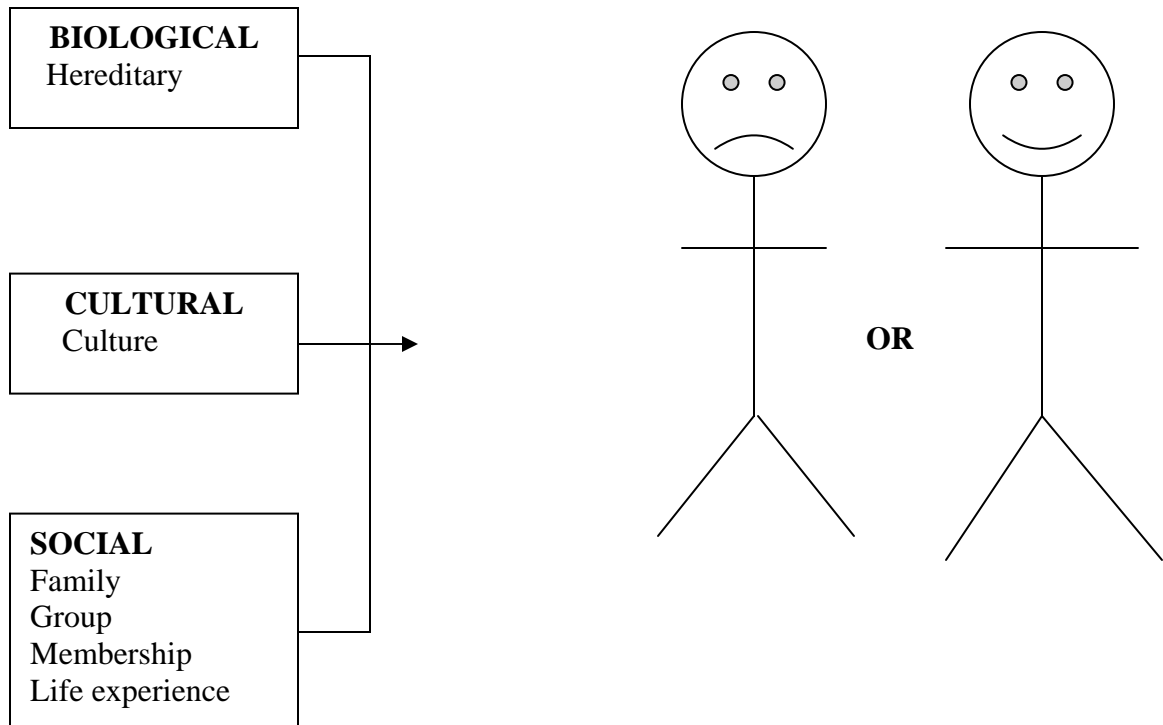 BIOLOGICAL
Hereditary
CULTURAL
Culture
OR
SOCIAL
Family
Group
Membership
Life experience